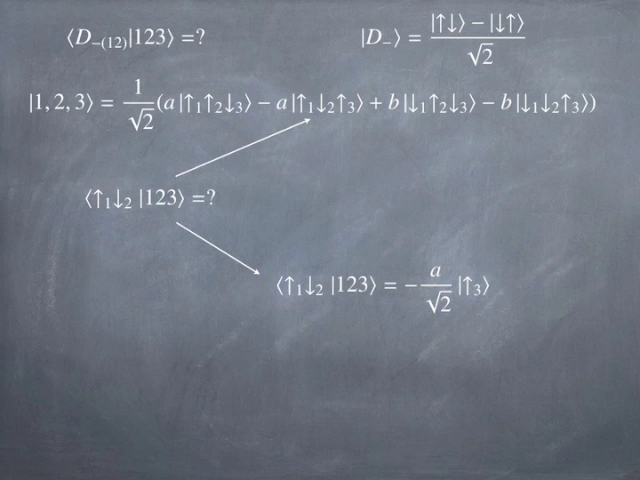 ⟨D₋₍₁₂₎|123⟩ =? |D₋⟩ = (|↑↓⟩ − |↓↑⟩)/√2
|1, 2, 3⟩ = 1/√2 (a |↑₁↑₂↓₃⟩ − a |↑₁↓₂↑₃⟩ + b |↓₁↑₂↓₃⟩ − b |↓₁↓₂↑₃⟩)
⟨↑₁↓₂ |123⟩ =?
⟨↑₁↓₂ |123⟩ = − a/√2 |↑₃⟩